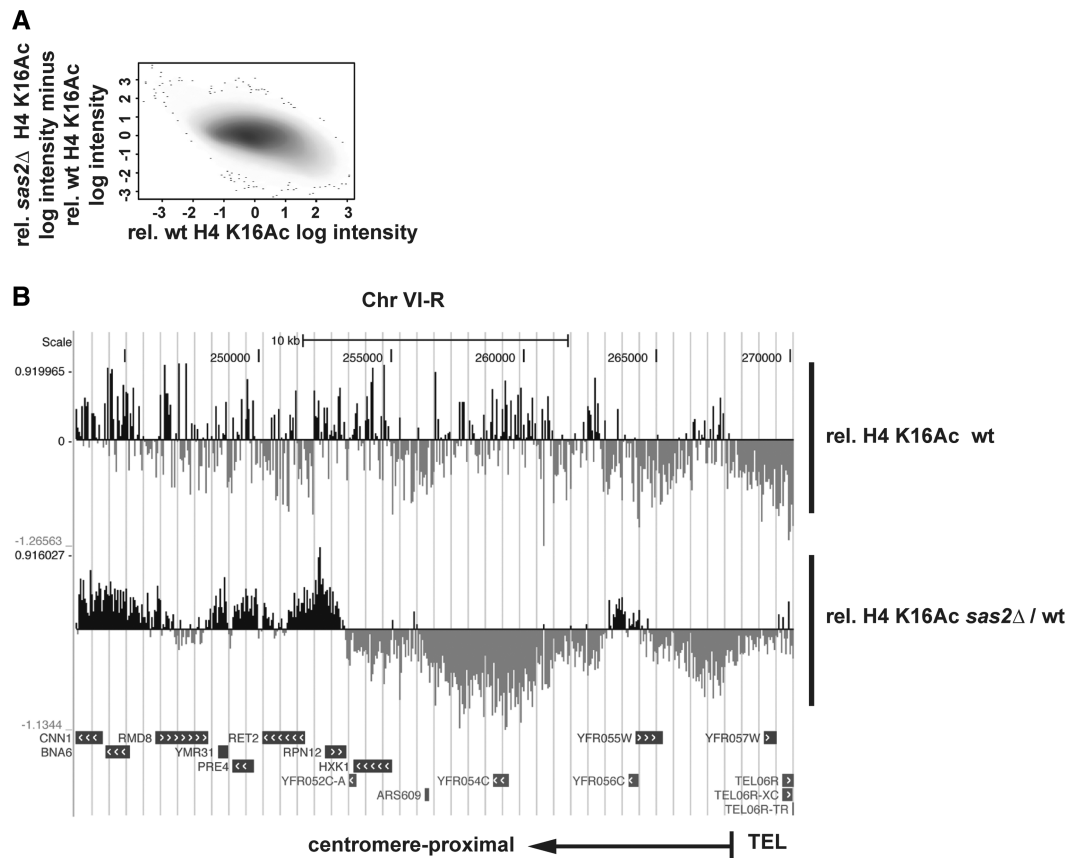 A
rel. sas2Δ H4 K16Ac
log intensity minus
rel. wt H4 K16Ac
log intensity
3
2
1
0
-1
-2
-3
-3 -2 -1 0 1 2 3
rel. wt H4 K16Ac log intensity
B
Chr VI-R
Scale
10 kb
250000 255000 260000 265000 270000
0.919965 -
0 -
rel. H4 K16Ac wt
-1.26563 _
0.916027 -
rel. H4 K16Ac sas2Δ / wt
-1.1344 _
CNN1 RMD8 RET2 YFR055W YFR057W
BNA6 YMR31 RPN12
PRE4 HXK1
YFR052C-A YFR054C YFR056C TEL06R
ARS609 TEL06R-XC
TEL06R-TR
centromere-proximal TEL